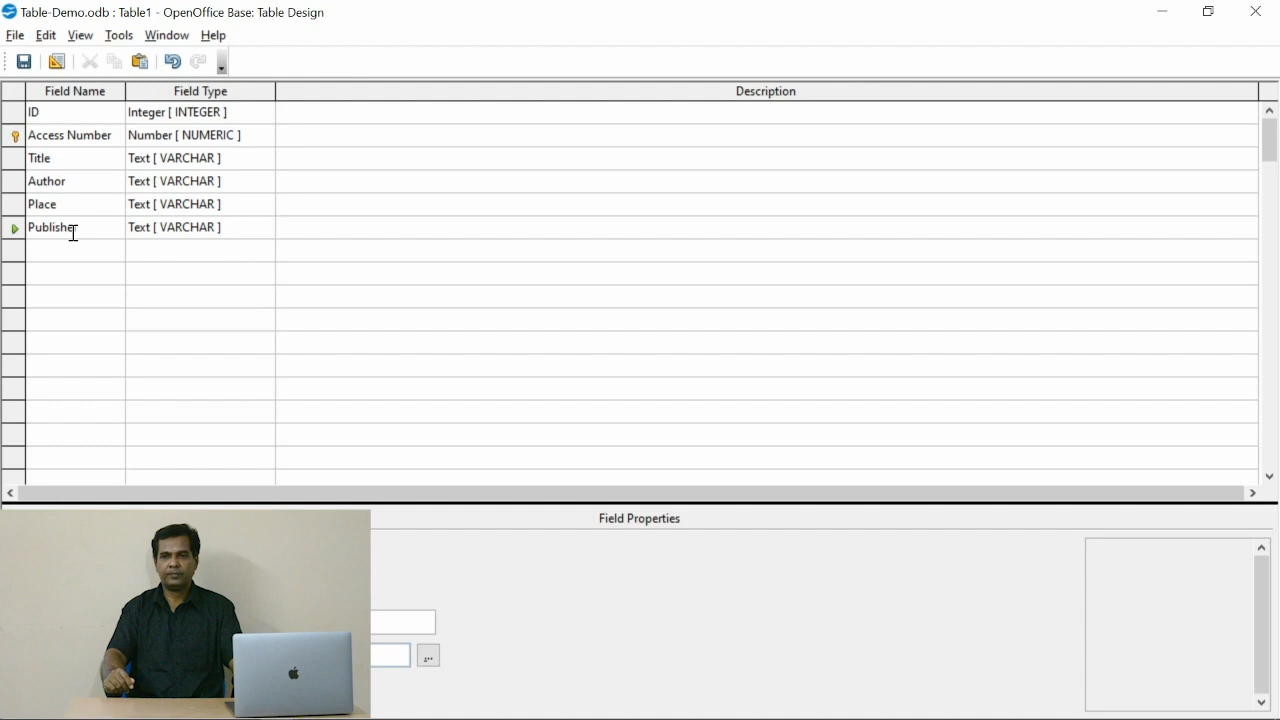 Table-Demo.odb : Table1 - OpenOffice Base: Table Design
File Edit View Tools Window Help
Field Name Field Type Description
ID Integer [ INTEGER ]
Access Number Number [ NUMERIC ]
Title Text [ VARCHAR ]
Author Text [ VARCHAR ]
Place Text [ VARCHAR ]
Publisher Text [ VARCHAR ]
Field Properties
...